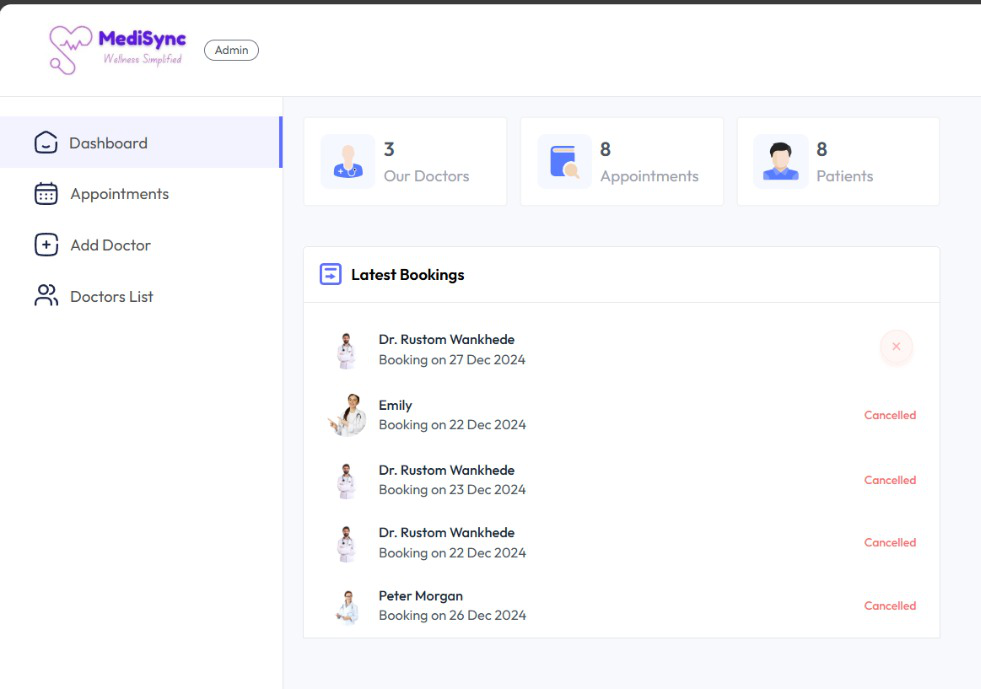 MediSync
Wellness Simplified
Admin
Dashboard
Appointments
Add Doctor
Doctors List
3
Our Doctors
8
Appointments
8
Patients
Latest Bookings
Dr. Rustom Wankhede
Booking on 27 Dec 2024
Emily
Booking on 22 Dec 2024
Cancelled
Dr. Rustom Wankhede
Booking on 23 Dec 2024
Cancelled
Dr. Rustom Wankhede
Booking on 22 Dec 2024
Cancelled
Peter Morgan
Booking on 26 Dec 2024
Cancelled